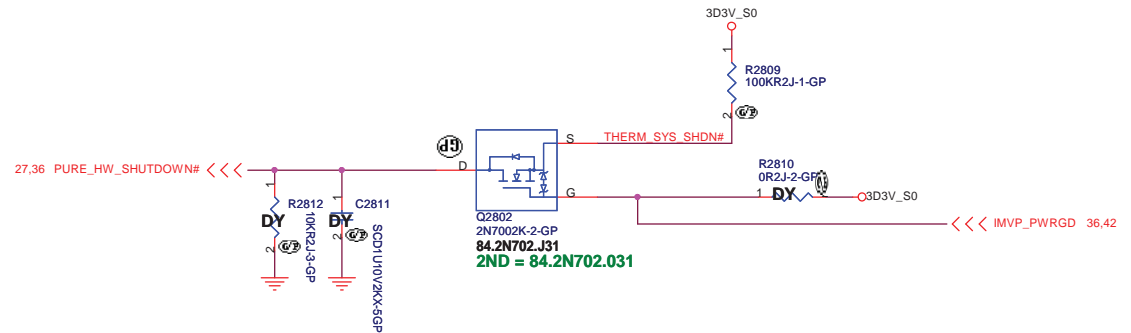 3D3V_S0
1
R2809
100KR2J-1-GP
2
G/P
THERM_SYS_SHDN#
S
GP
D
27,36 PURE_HW_SHUTDOWN#
R2810
0R2J-2-GP
1
DY
2
3D3V_S0
G
1
R2812
10KR2J-3-GP
DY
2
G/P
1
C2811
SCD1U10V2KX-5GP
DY
2
G/P
Q2802
2N7002K-2-GP
84.2N702.J31
2ND = 84.2N702.031
IMVP_PWRGD 36,42